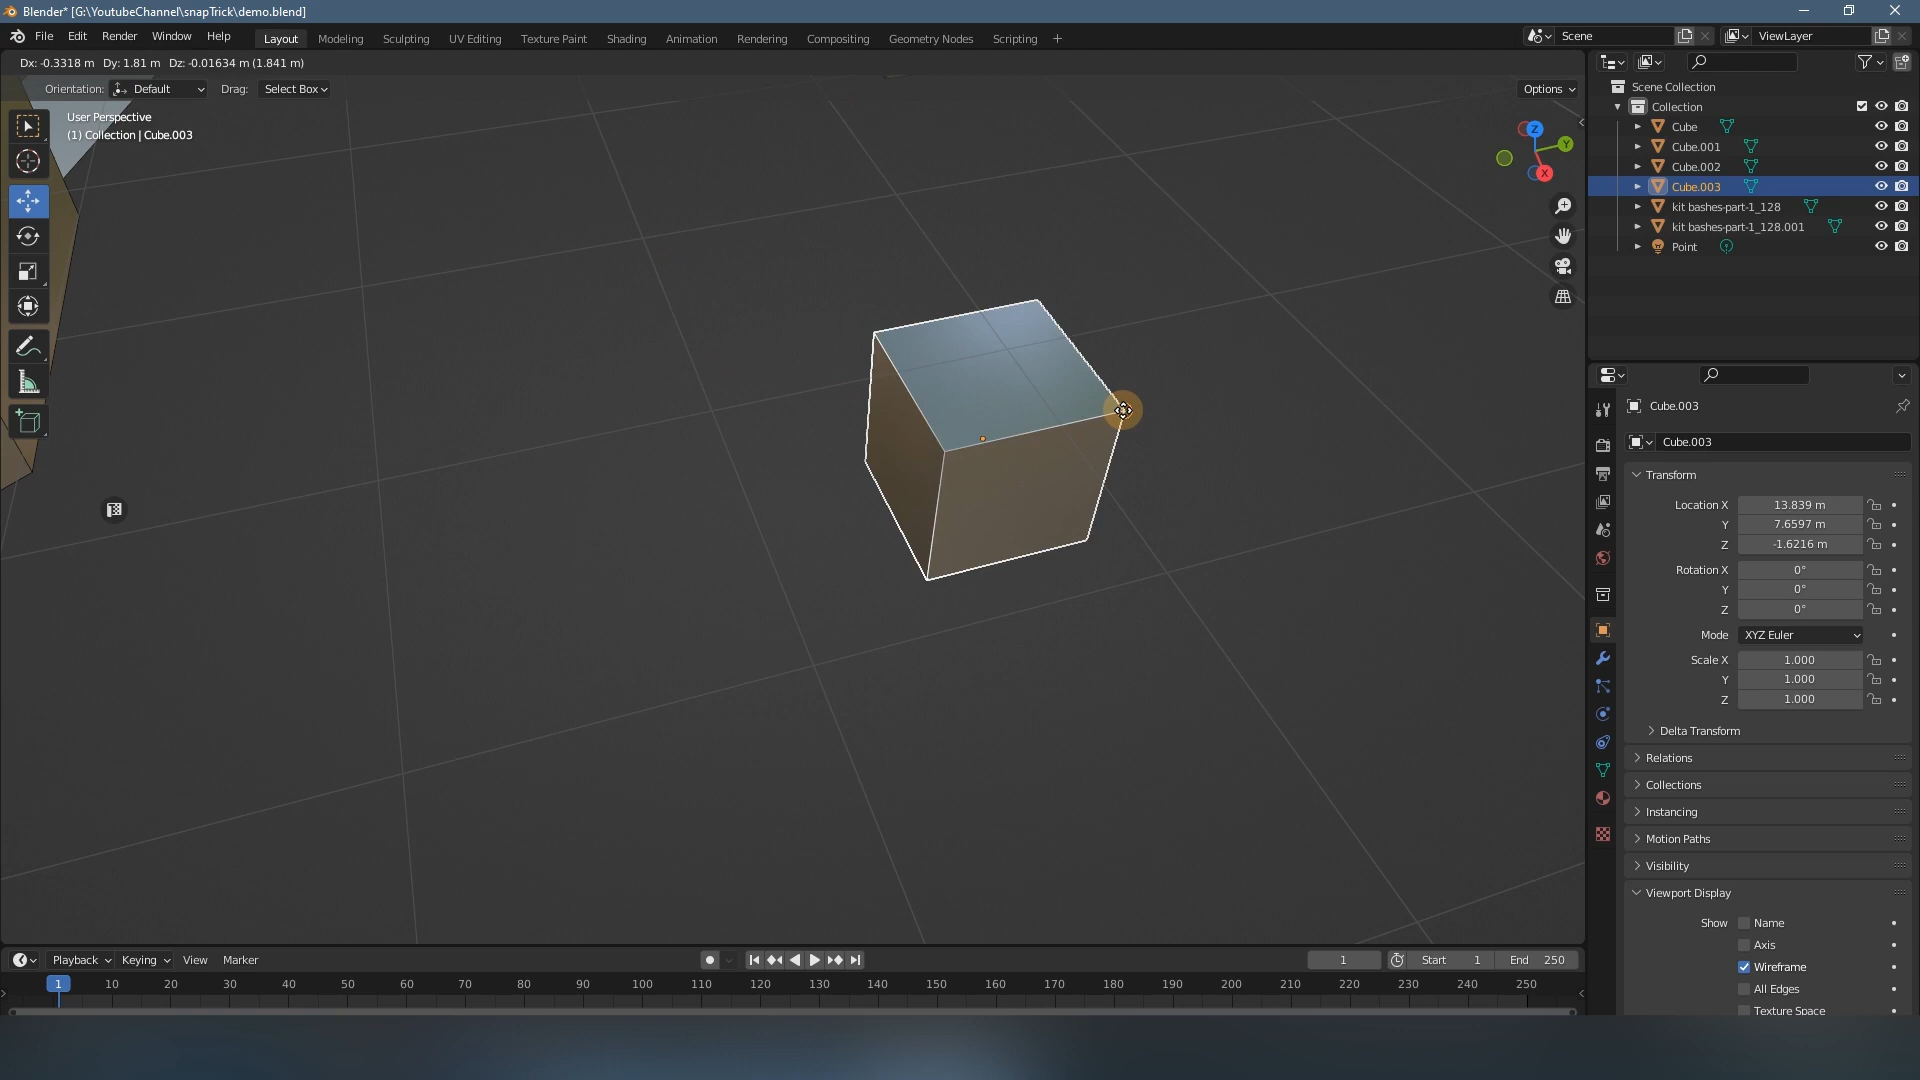 Blender* [G:\YoutubeChannel\snapTrick\demo.blend]
File Edit Render Window Help Layout Modeling Sculpting UV Editing Texture Paint Shading Animation Rendering Compositing Geometry Nodes Scripting + Scene ViewLayer
Dx: -0.3318 m Dy: 1.81 m Dz: -0.01634 m (1.841 m)
Orientation: Default Drag: Select Box Options
User Perspective
(1) Collection | Cube.003
Z
Y
X
Scene Collection
Collection
Cube
Cube.001
Cube.002
Cube.003
kit bashes-part-1_128
kit bashes-part-1_128.001
Point
Cube.003
Cube.003
Transform
Location X 13.839 m
Y 7.6597 m
Z -1.6216 m
Rotation X 0°
Y 0°
Z 0°
Mode XYZ Euler
Scale X 1.000
Y 1.000
Z 1.000
Delta Transform
Relations
Collections
Instancing
Motion Paths
Visibility
Viewport Display
Show Name
Axis
Wireframe
All Edges
Texture Space
Playback Keying View Marker 1 Start 1 End 250
1 10 20 30 40 50 60 70 80 90 100 110 120 130 140 150 160 170 180 190 200 210 220 230 240 250